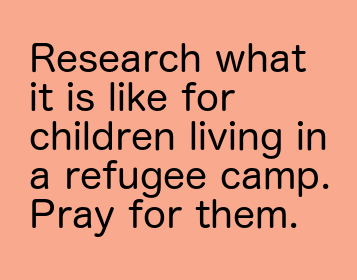 Research what
it is like for
children living in
a refugee camp.
Pray for them.